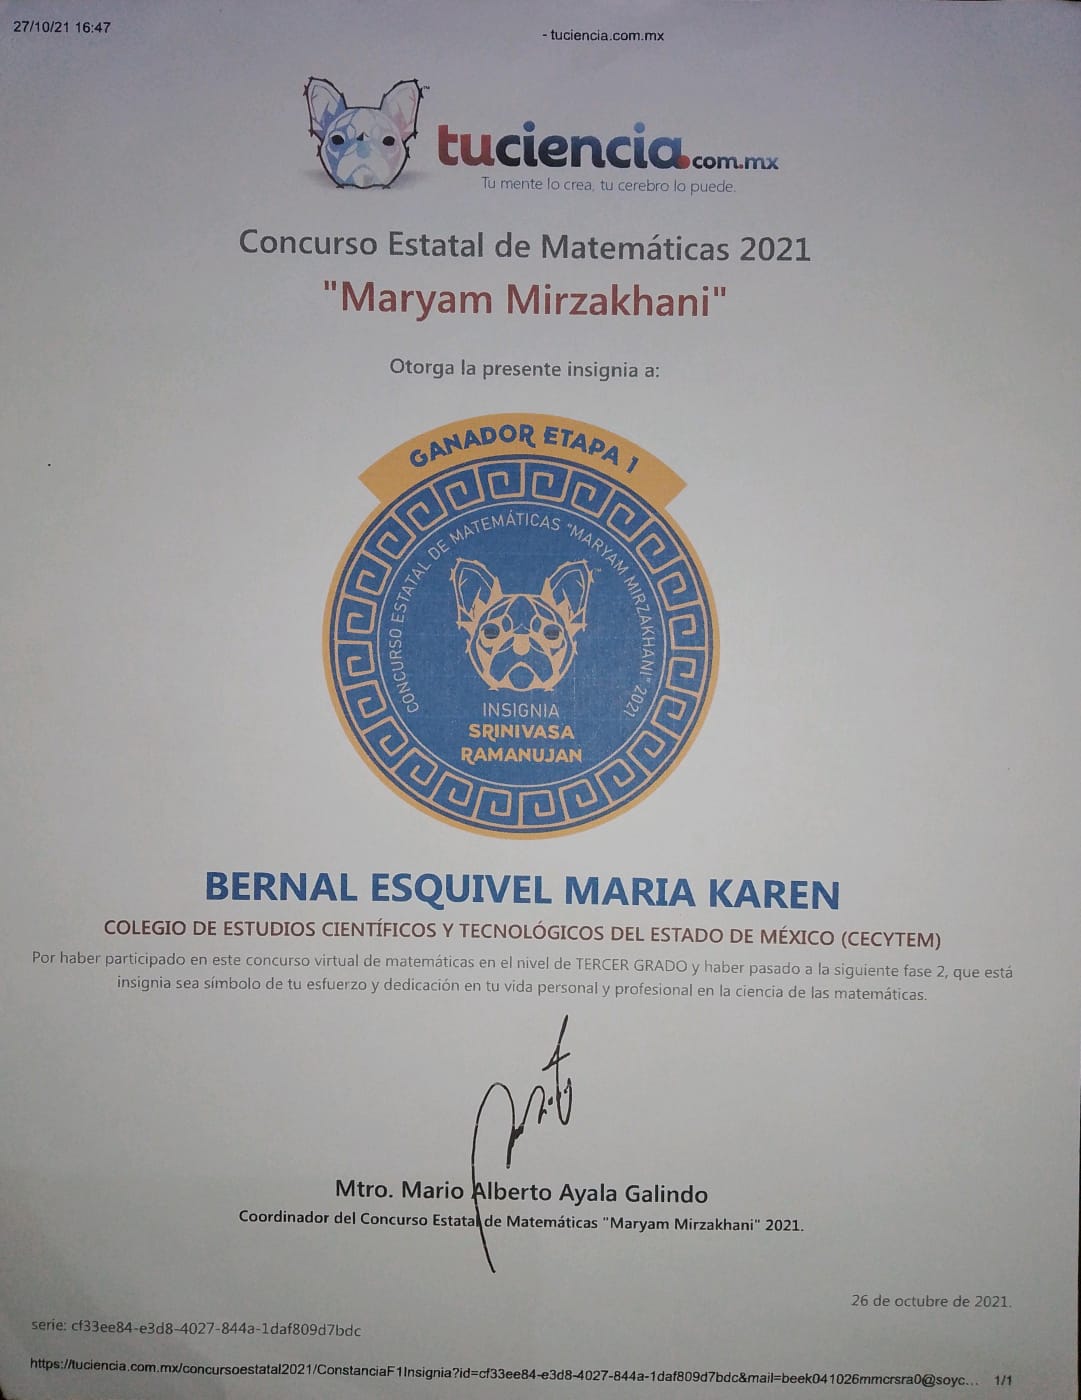 27/10/21 16:47
- tuciencia.com.mx
tuciencia.com.mx
Tu mente lo crea, tu cerebro lo puede.
Concurso Estatal de Matemáticas 2021
"Maryam Mirzakhani"
Otorga la presente insignia a:
GANADOR ETAPA 1
CONCURSO ESTATAL DE MATEMÁTICAS "MARYAM MIRZAKHANI" 2021
INSIGNIA
SRINIVASA
RAMANUJAN
BERNAL ESQUIVEL MARIA KAREN
COLEGIO DE ESTUDIOS CIENTÍFICOS Y TECNOLÓGICOS DEL ESTADO DE MÉXICO (CECYTEM)
Por haber participado en este concurso virtual de matemáticas en el nivel de TERCER GRADO y haber pasado a la siguiente fase 2, que está
insignia sea símbolo de tu esfuerzo y dedicación en tu vida personal y profesional en la ciencia de las matemáticas.
Mtro. Mario Alberto Ayala Galindo
Coordinador del Concurso Estatal de Matemáticas "Maryam Mirzakhani" 2021.
26 de octubre de 2021.
serie: cf33ee84-e3d8-4027-844a-1daf809d7bdc
https://tuciencia.com.mx/concursoestatal2021/ConstanciaF1Insignia?id=cf33ee84-e3d8-4027-844a-1daf809d7bdc&mail=beek041026mmcrsra0@soyc... 1/1